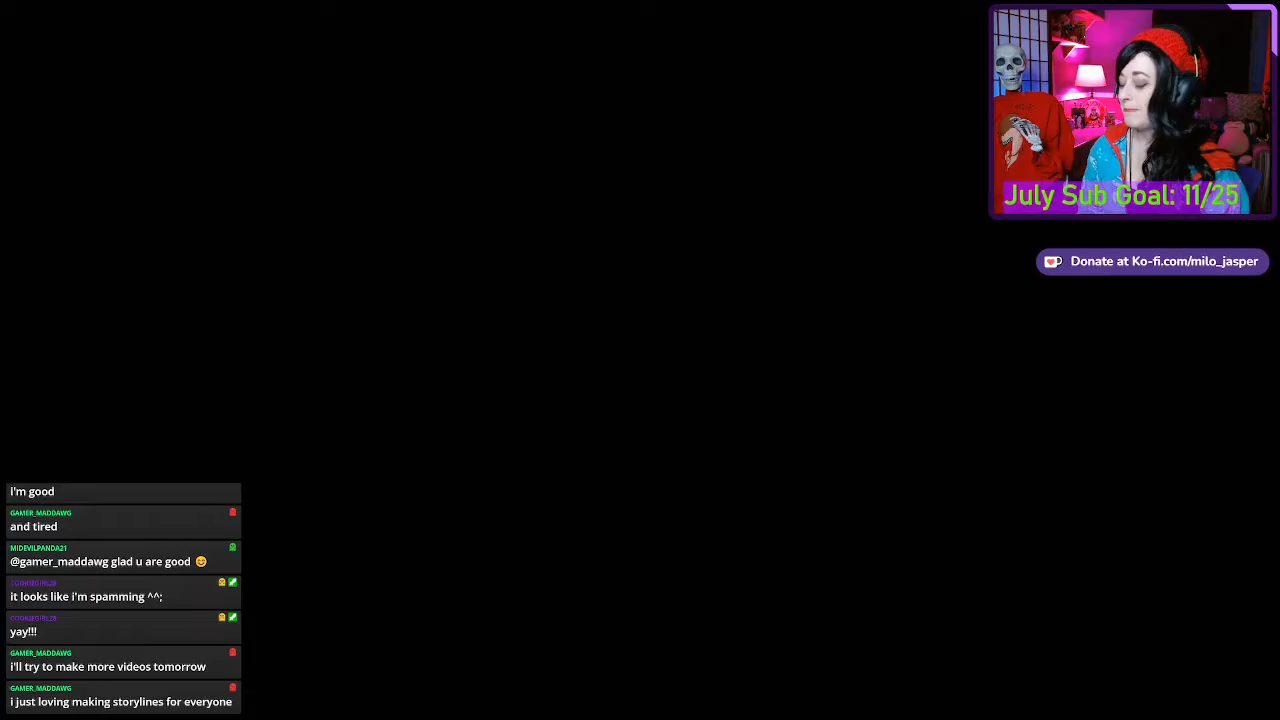 July Sub Goal: 11/25
Donate at Ko-fi.com/milo_jasper
i'm good
GAMER_MADDAWG
and tired
MIDEVILPANDA21
@gamer_maddawg glad u are good 😊
COOKIEGIRL28
it looks like i'm spamming ^^;
COOKIEGIRL28
yay!!!
GAMER_MADDAWG
i'll try to make more videos tomorrow
GAMER_MADDAWG
i just loving making storylines for everyone